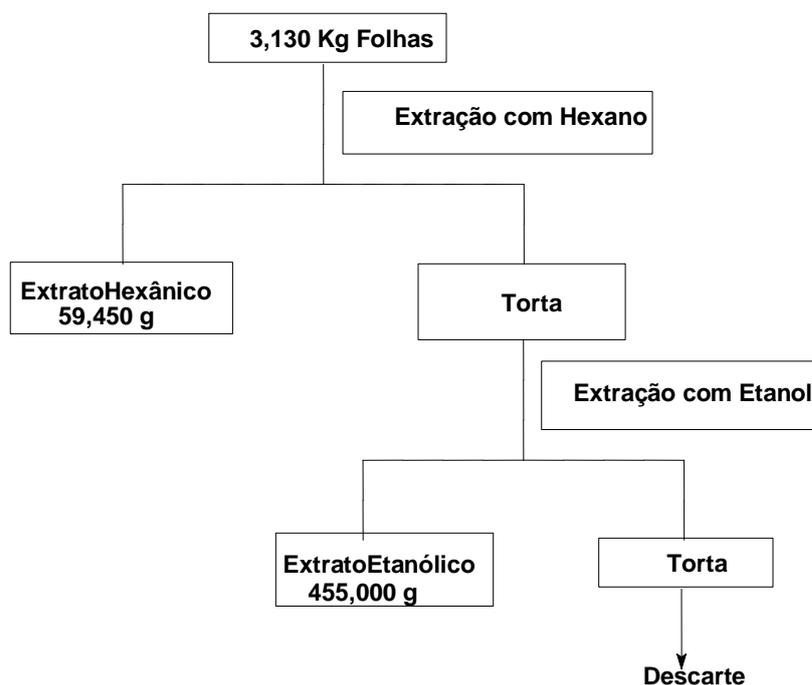 3,130 Kg Folhas
Extração com Hexano
ExtratoHexânico
59,450 g
Torta
Extração com Etanol
ExtratoEtanólico
455,000 g
Torta
Descarte